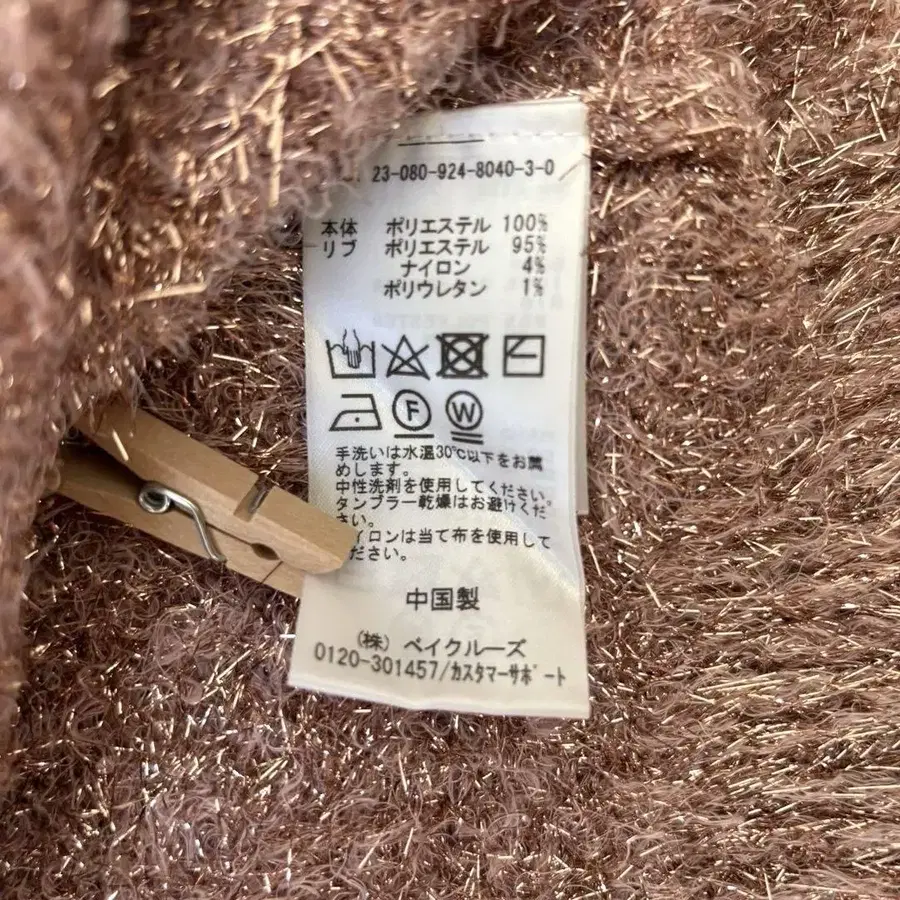 23-080-924-8040-3-0
本体 ポリエステル 100%
リブ ポリエステル 95%
ナイロン 4%
ポリウレタン 1%
F W
手洗いは水温30℃以下をお薦
めします。
中性洗剤を使用してください。
タンブラー乾燥はお避けくだ
さい。
イロンは当て布を使用して
ださい。
中国製
(株) ベイクルーズ
0120-301457/カスタマーサポート